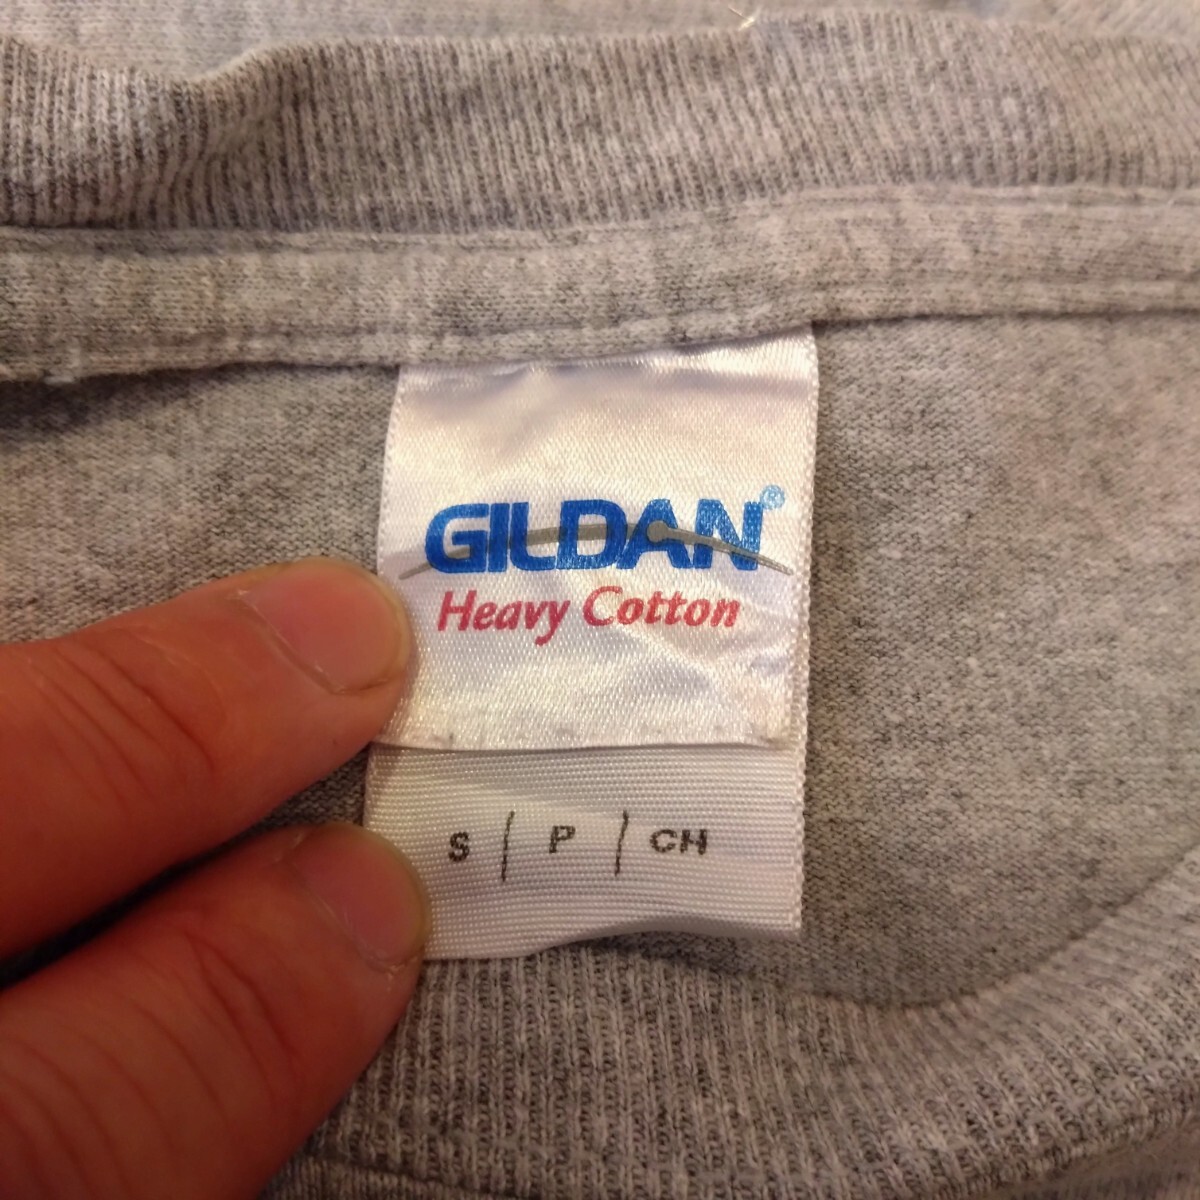 GILDAN®
Heavy Cotton
S | P | CH